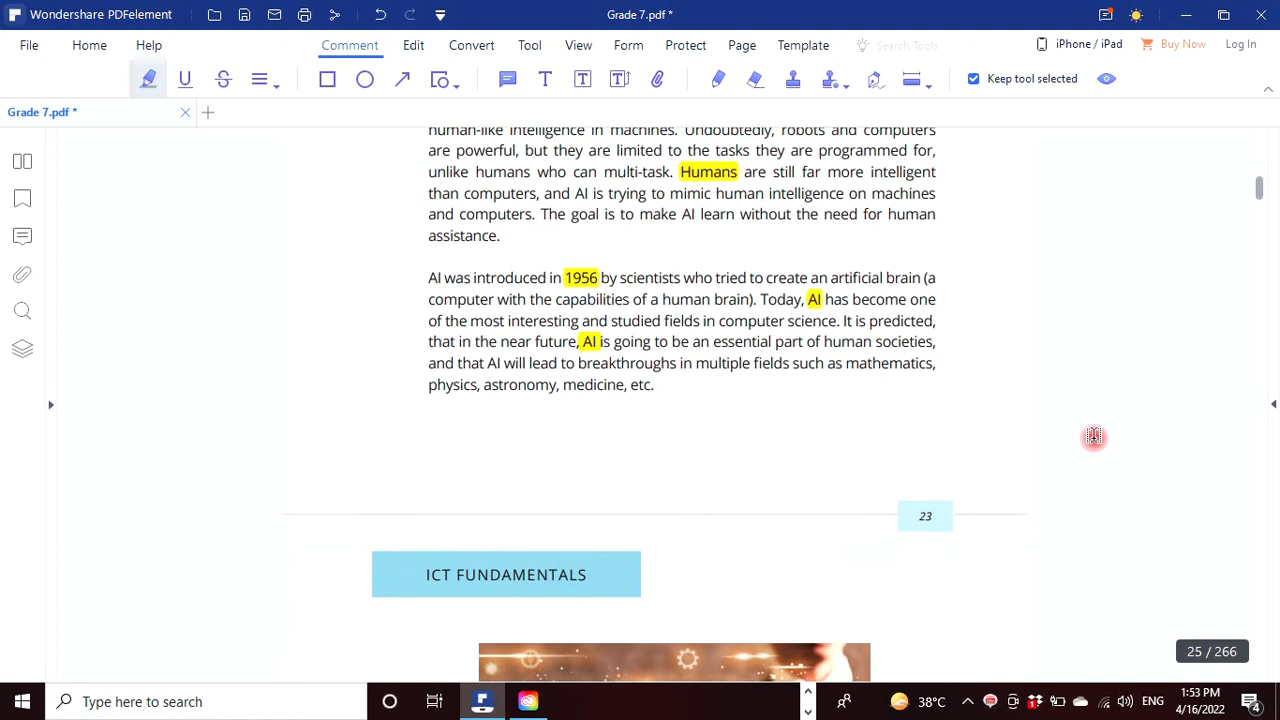 Wondershare PDFelement
Grade 7.pdf *
File Home Help Comment Edit Convert Tool View Form Protect Page Template Search Tools iPhone / iPad Buy Now Log In
Keep tool selected
Grade 7.pdf *
human-like intelligence in machines. Undoubtedly, robots and computers
are powerful, but they are limited to the tasks they are programmed for,
unlike humans who can multi-task. Humans are still far more intelligent
than computers, and AI is trying to mimic human intelligence on machines
and computers. The goal is to make AI learn without the need for human
assistance.
AI was introduced in 1956 by scientists who tried to create an artificial brain (a
computer with the capabilities of a human brain). Today, AI has become one
of the most interesting and studied fields in computer science. It is predicted,
that in the near future, AI is going to be an essential part of human societies,
and that AI will lead to breakthroughs in multiple fields such as mathematics,
physics, astronomy, medicine, etc.
23
ICT FUNDAMENTALS
25 / 266
Type here to search
38°C
ENG
1:53 PM
4/16/2022
4